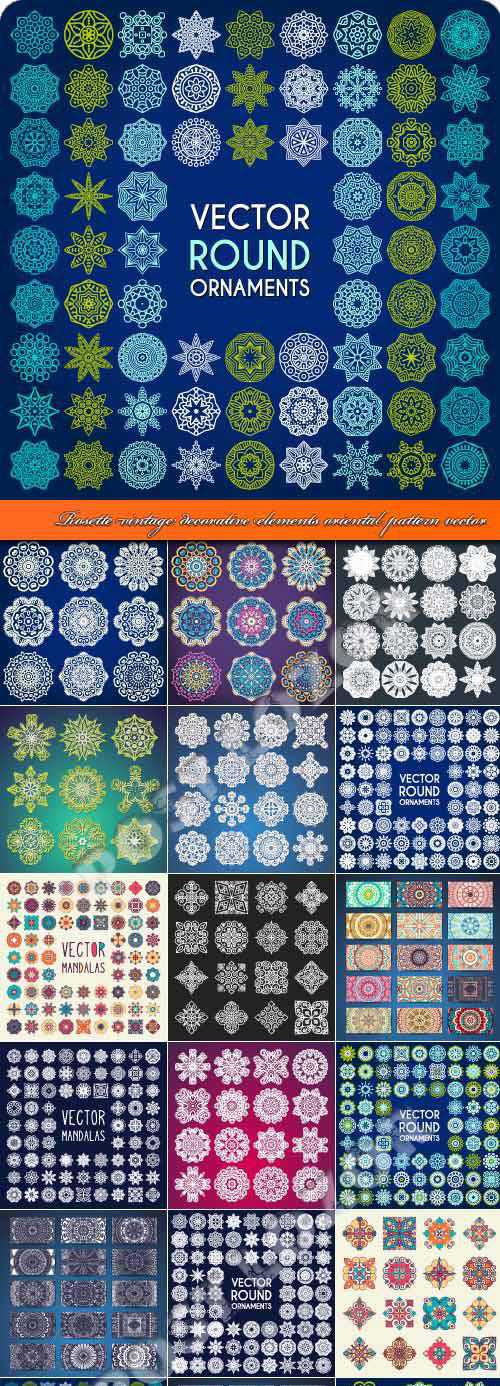 VECTOR
ROUND
ORNAMENTS
Rosette vintage decorative elements oriental pattern vector
VECTOR
ROUND
ORNAMENTS
VECTOR
MANDALAS
VECTOR
MANDALAS
VECTOR
ROUND
ORNAMENTS
VECTOR
ROUND
ORNAMENTS